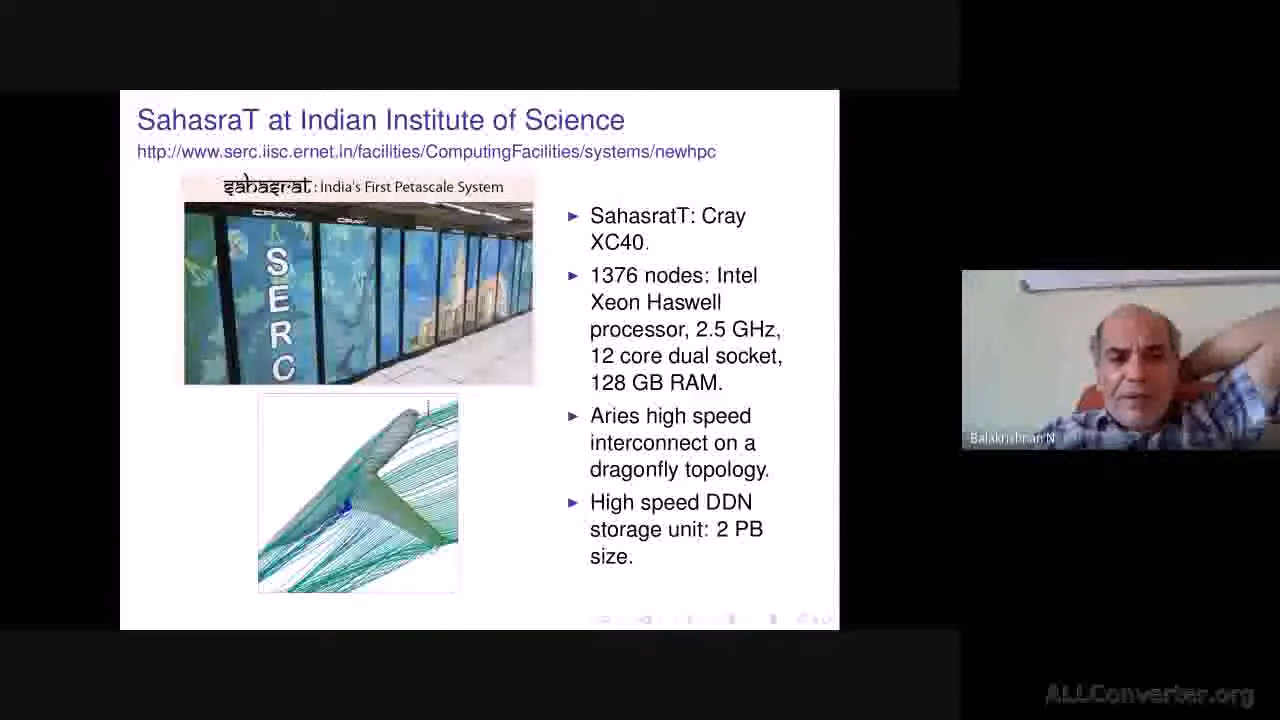 SahasraT at Indian Institute of Science
http://www.serc.iisc.ernet.in/facilities/ComputingFacilities/systems/newhpc
sahasrat : India's First Petascale System
CRAY
CRAY
SERC
► SahasratT: Cray
XC40.
► 1376 nodes: Intel
Xeon Haswell
processor, 2.5 GHz,
12 core dual socket,
128 GB RAM.
► Aries high speed
interconnect on a
dragonfly topology.
► High speed DDN
storage unit: 2 PB
size.
Balakrishnan N
ALLConverter.org